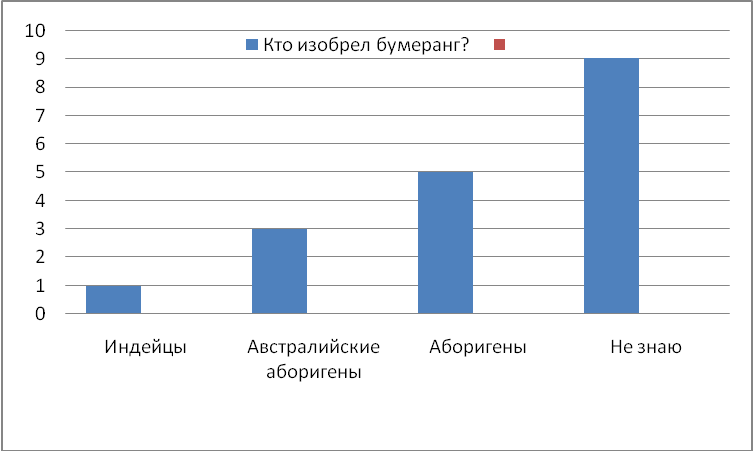 Кто изобрел бумеранг?
10
9
8
7
6
5
4
3
2
1
0
Индейцы
Австралийские
аборигены
Аборигены
Не знаю